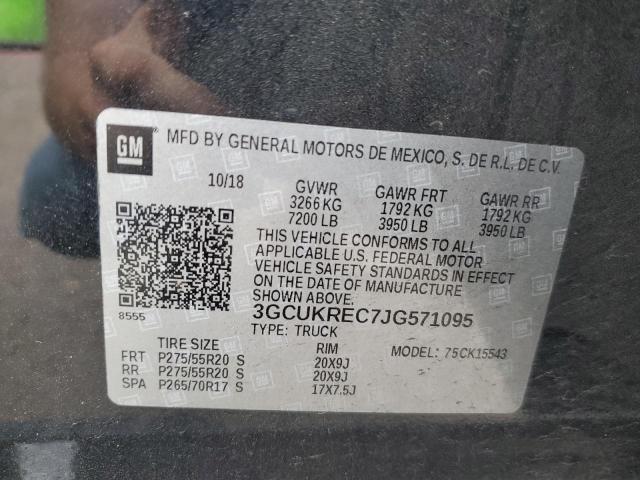 GM
MFD BY GENERAL MOTORS DE MEXICO, S. DE R.L. DE C.V.
10/18 GVWR GAWR FRT GAWR RR
3266 KG 1792 KG 1792 KG
7200 LB 3950 LB 3950 LB
THIS VEHICLE CONFORMS TO ALL
APPLICABLE U.S. FEDERAL MOTOR
VEHICLE SAFETY STANDARDS IN EFFECT
ON THE DATE OF MANUFACTURE
SHOWN ABOVE.
8555 3GCUKREC7JG571095
TYPE: TRUCK
TIRE SIZE RIM MODEL: 75CK15543
FRT P275/55R20 S 20X9J
RR P275/55R20 S 20X9J
SPA P265/70R17 S 17X7.5J